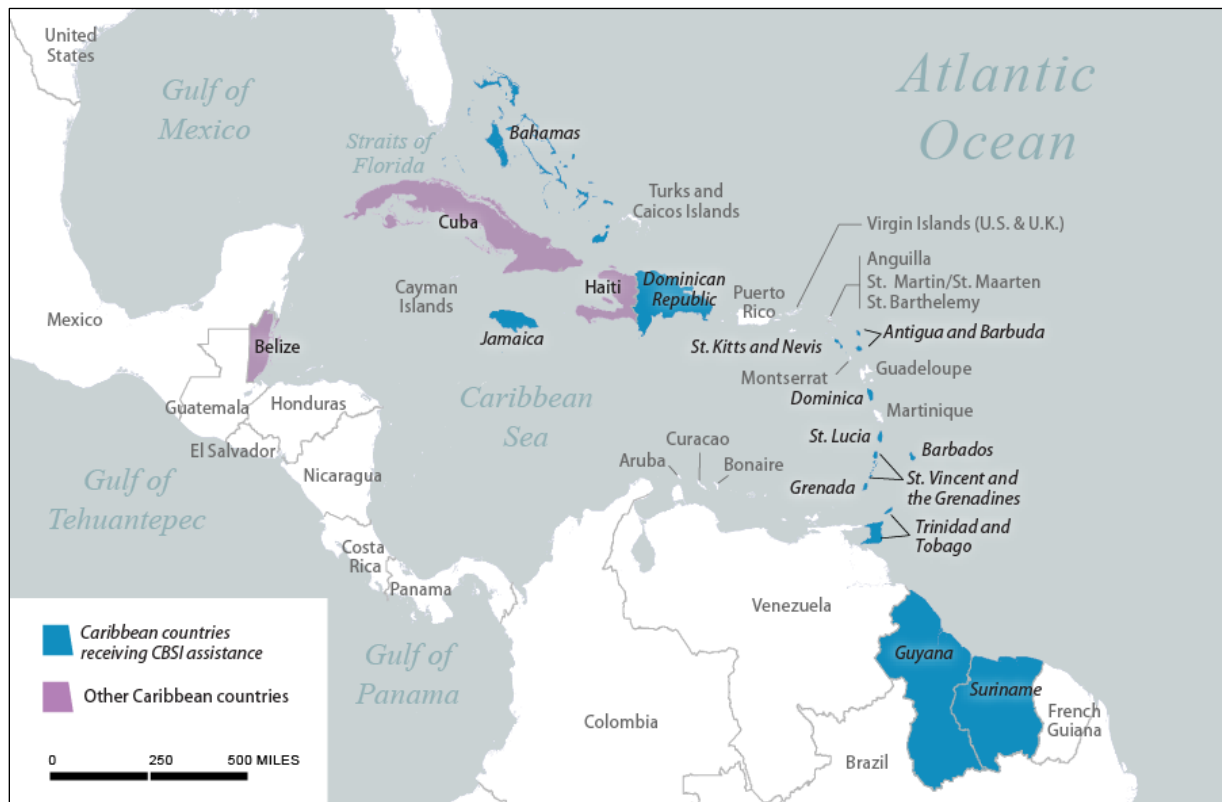 United
States
Gulf of
Mexico
Atlantic
Ocean
Bahamas
Straits of
Florida
Turks and
Caicos Islands
Cuba
Virgin Islands (U.S. & U.K.)
Anguilla
St. Martin/St. Maarten
St. Barthelemy
Cayman
Islands
Haiti
Dominican
Republic
Puerto
Rico
Mexico
Jamaica
Antigua and Barbuda
St. Kitts and Nevis
Belize
Montserrat
Guadeloupe
Guatemala
Honduras
Caribbean
Sea
Dominica
Martinique
El Salvador
St. Lucia
Barbados
Curacao
Aruba
Bonaire
Nicaragua
Grenada
St. Vincent and
the Grenadines
Gulf of
Tehuantepec
Trinidad and
Tobago
Costa
Rica
Panama
Venezuela
Caribbean countries
receiving CBSI assistance
Gulf of
Panama
Guyana
Suriname
Other Caribbean countries
Colombia
French
Guiana
Brazil
0 250 500 MILES